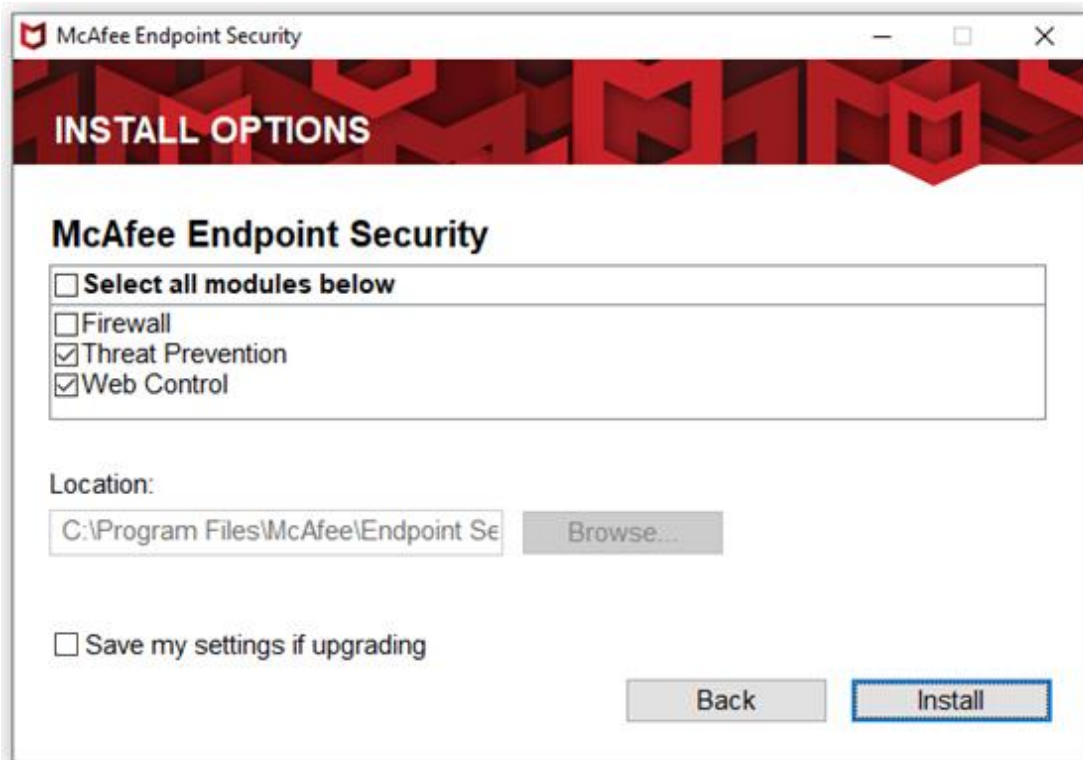 McAfee Endpoint Security
INSTALL OPTIONS
McAfee Endpoint Security
Select all modules below
Firewall
Threat Prevention
Web Control
Location:
C:\Program Files\McAfee\Endpoint Se
Browse...
Save my settings if upgrading
Back
Install